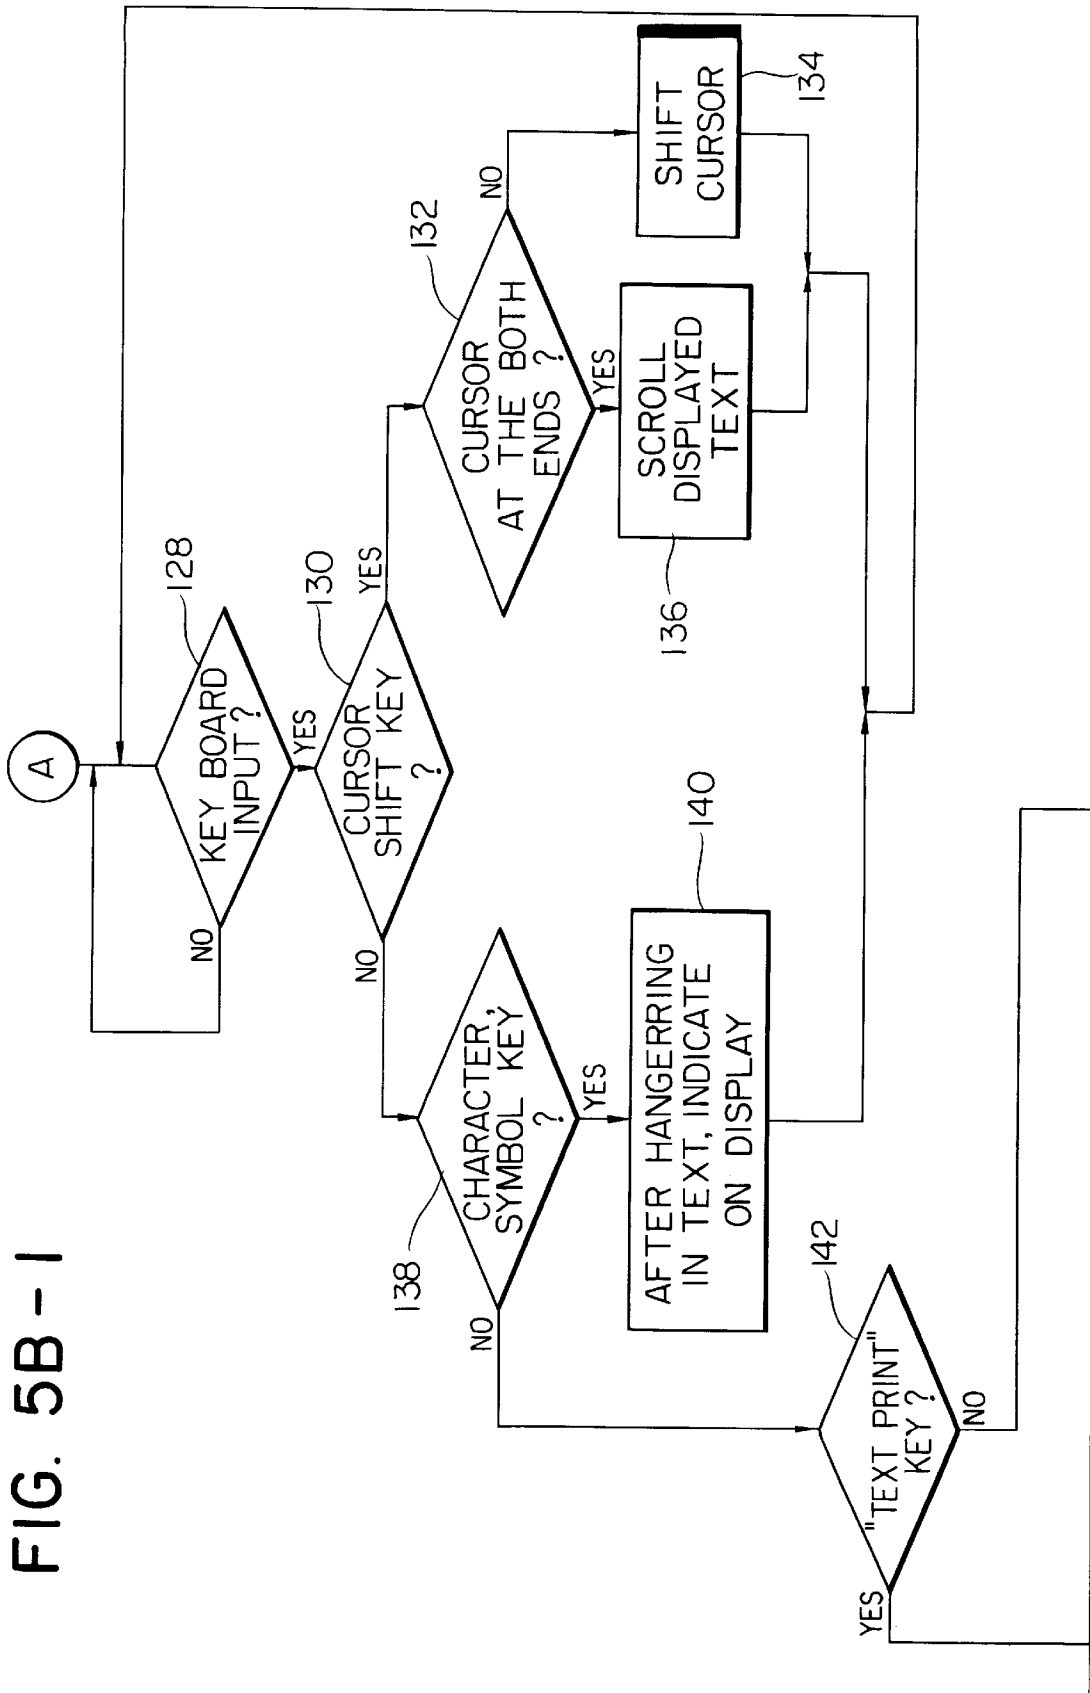 FIG. 5B-1
A
KEY BOARD
INPUT ?
128
NO
YES
CURSOR
SHIFT KEY
?
130
NO
YES
CURSOR
AT THE BOTH
ENDS ?
132
NO
YES
SHIFT
CURSOR
134
SCROLL
DISPLAYED
TEXT
136
CHARACTER,
SYMBOL KEY
?
138
NO
YES
AFTER HANGERRING
IN TEXT, INDICATE
ON DISPLAY
140
"TEXT PRINT"
KEY ?
142
YES
NO